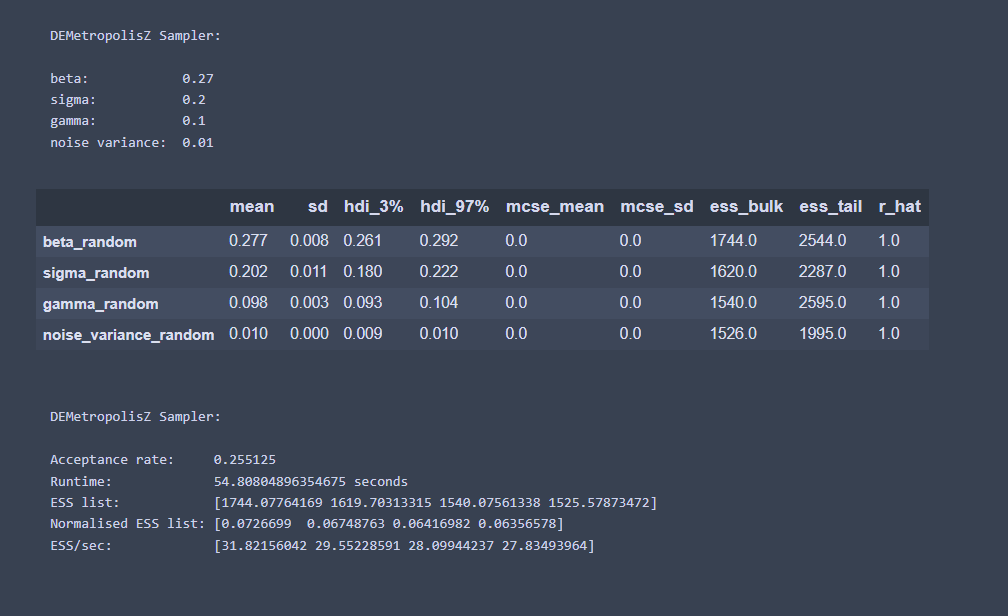 DEMetropolisZ Sampler:
beta: 0.27
sigma: 0.2
gamma: 0.1
noise variance: 0.01
mean sd hdi_3% hdi_97% mcse_mean mcse_sd ess_bulk ess_tail r_hat
beta_random 0.277 0.008 0.261 0.292 0.0 0.0 1744.0 2544.0 1.0
sigma_random 0.202 0.011 0.180 0.222 0.0 0.0 1620.0 2287.0 1.0
gamma_random 0.098 0.003 0.093 0.104 0.0 0.0 1540.0 2595.0 1.0
noise_variance_random 0.010 0.000 0.009 0.010 0.0 0.0 1526.0 1995.0 1.0
DEMetropolisZ Sampler:
Acceptance rate: 0.255125
Runtime: 54.80804896354675 seconds
ESS list: [1744.07764169 1619.70313315 1540.07561338 1525.57873472]
Normalised ESS list: [0.0726699 0.06748763 0.06416982 0.06356578]
ESS/sec: [31.82156042 29.55228591 28.09944237 27.83493964]